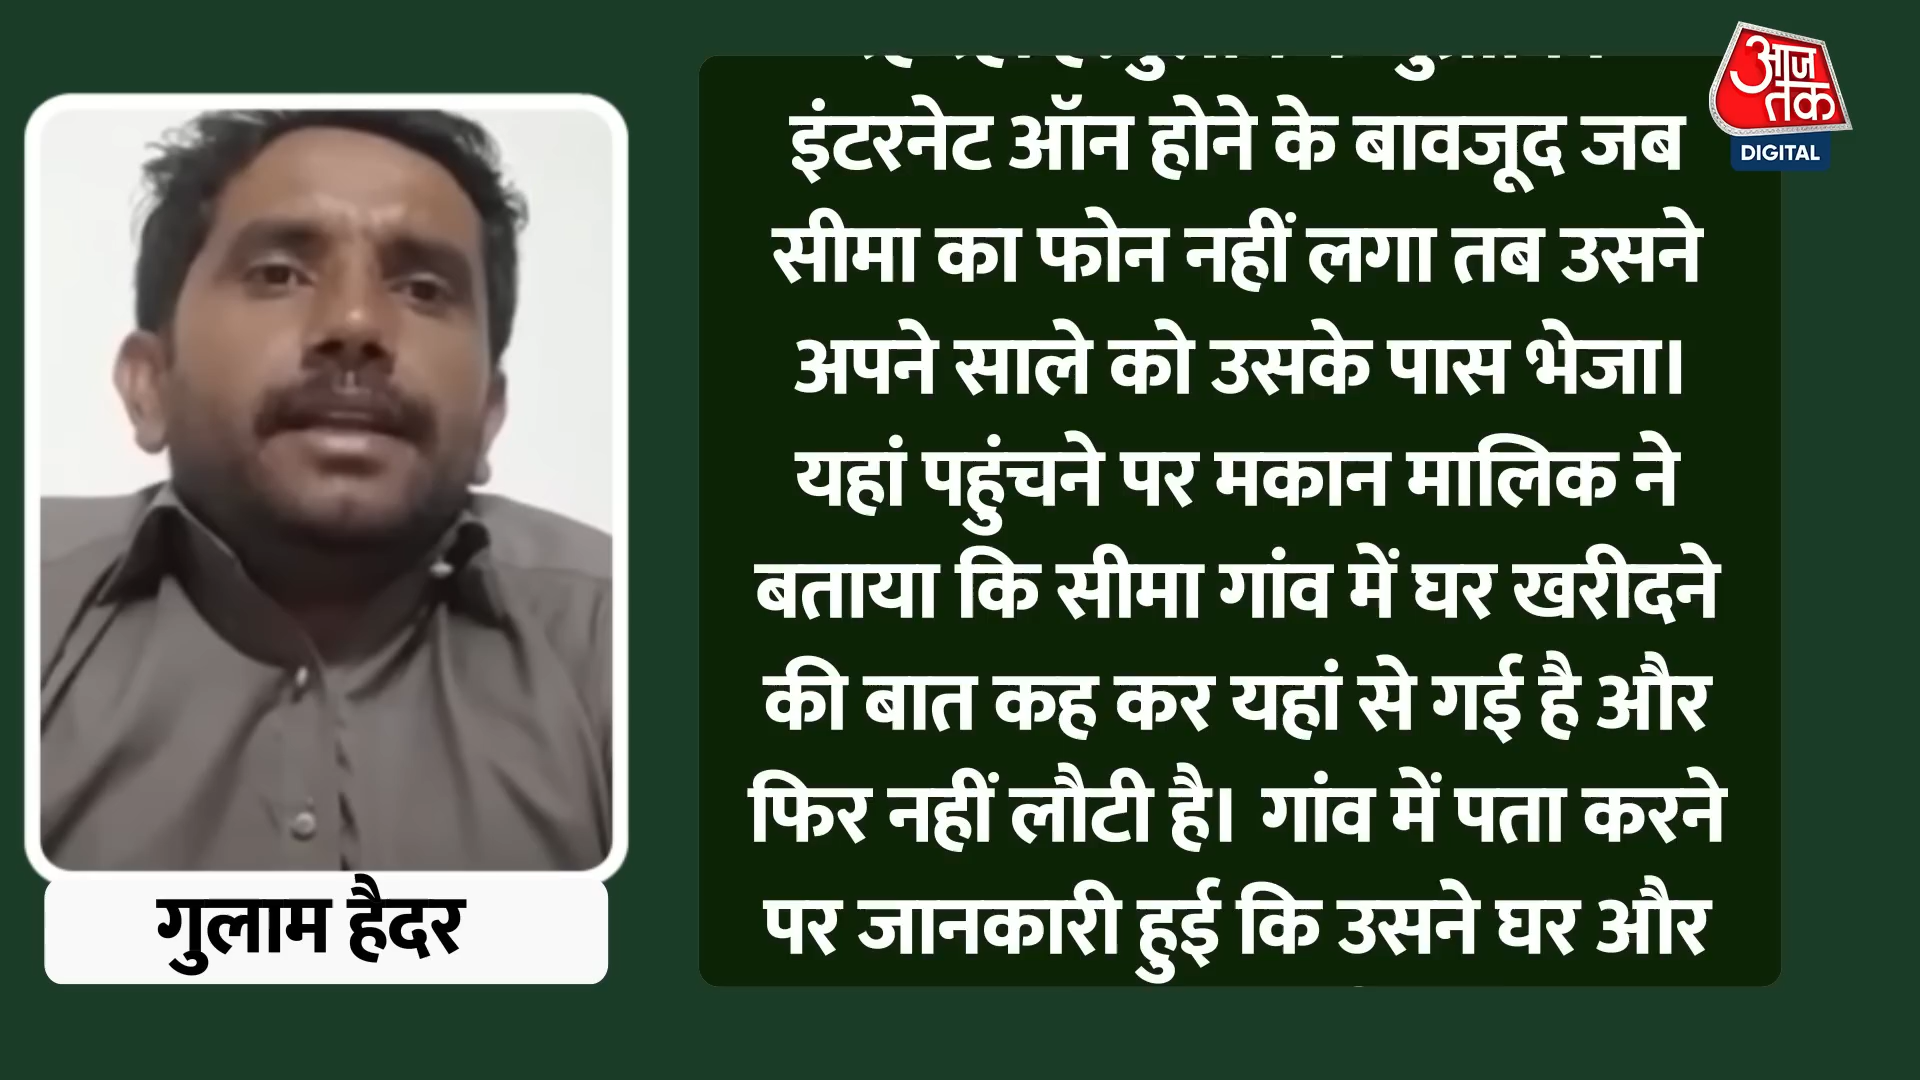 आज
तक
DIGITAL
इंटरनेट ऑन होने के बावजूद जब
सीमा का फोन नहीं लगा तब उसने
अपने साले को उसके पास भेजा।
यहां पहुंचने पर मकान मालिक ने
बताया कि सीमा गांव में घर खरीदने
की बात कह कर यहां से गई है और
फिर नहीं लौटी है। गांव में पता करने
पर जानकारी हुई कि उसने घर और
गुलाम हैदर